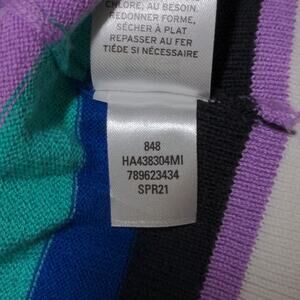 CHLORE, AU BESOIN.
REDONNER FORME,
SÉCHER À PLAT
REPASSER AU FER
TIÈDE SI NÉCESSAIRE
848
HA438304MI
789623434
SPR21